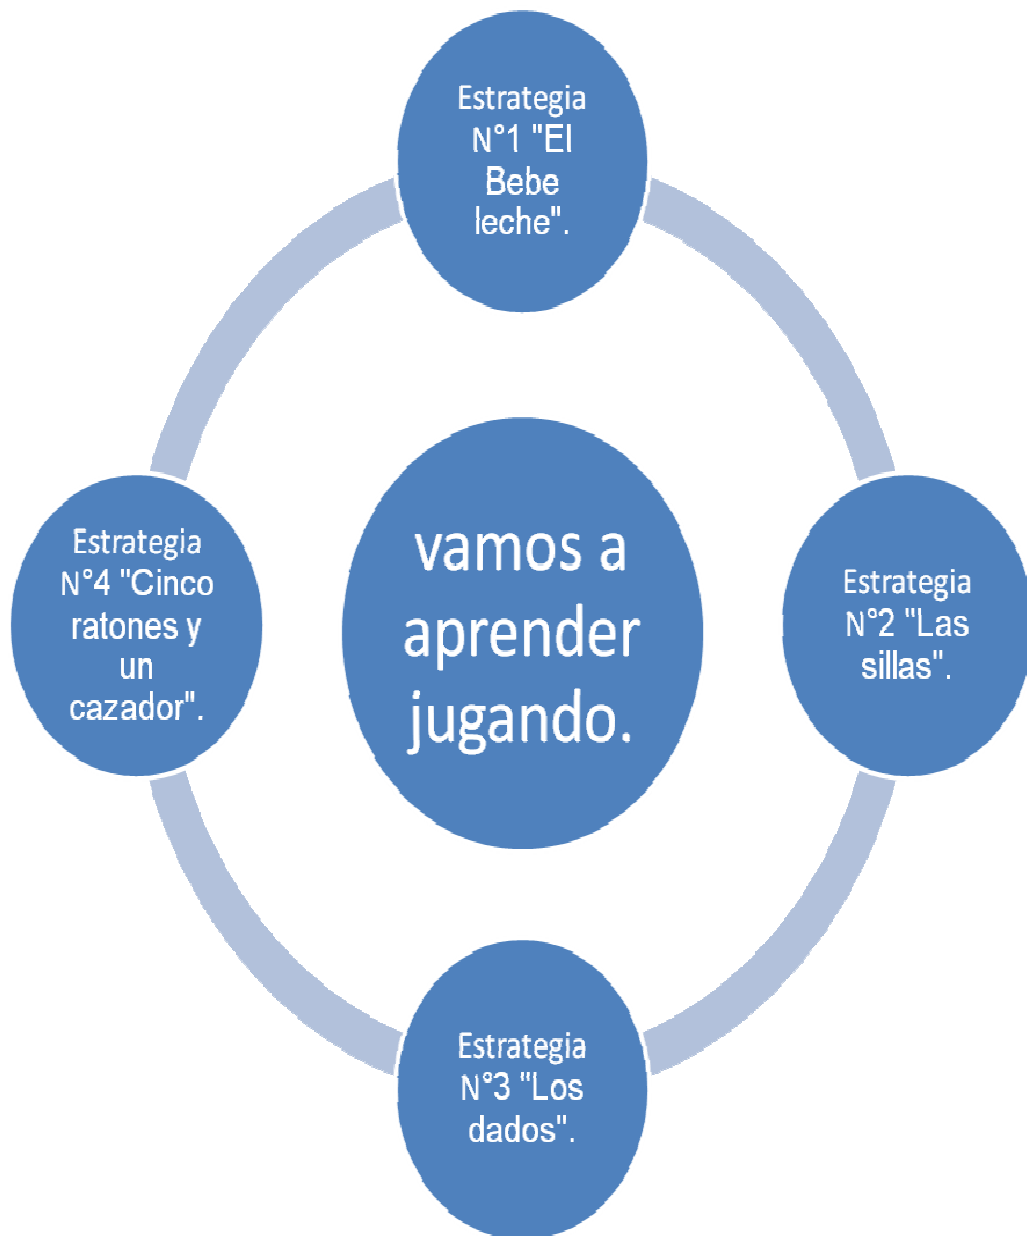 Estrategia
N°1 "El
Bebe
leche".
Estrategia
N°4 "Cinco
ratones y
un
cazador".
vamos a
aprender
jugando.
Estrategia
N°2 "Las
sillas".
Estrategia
N°3 "Los
dados".